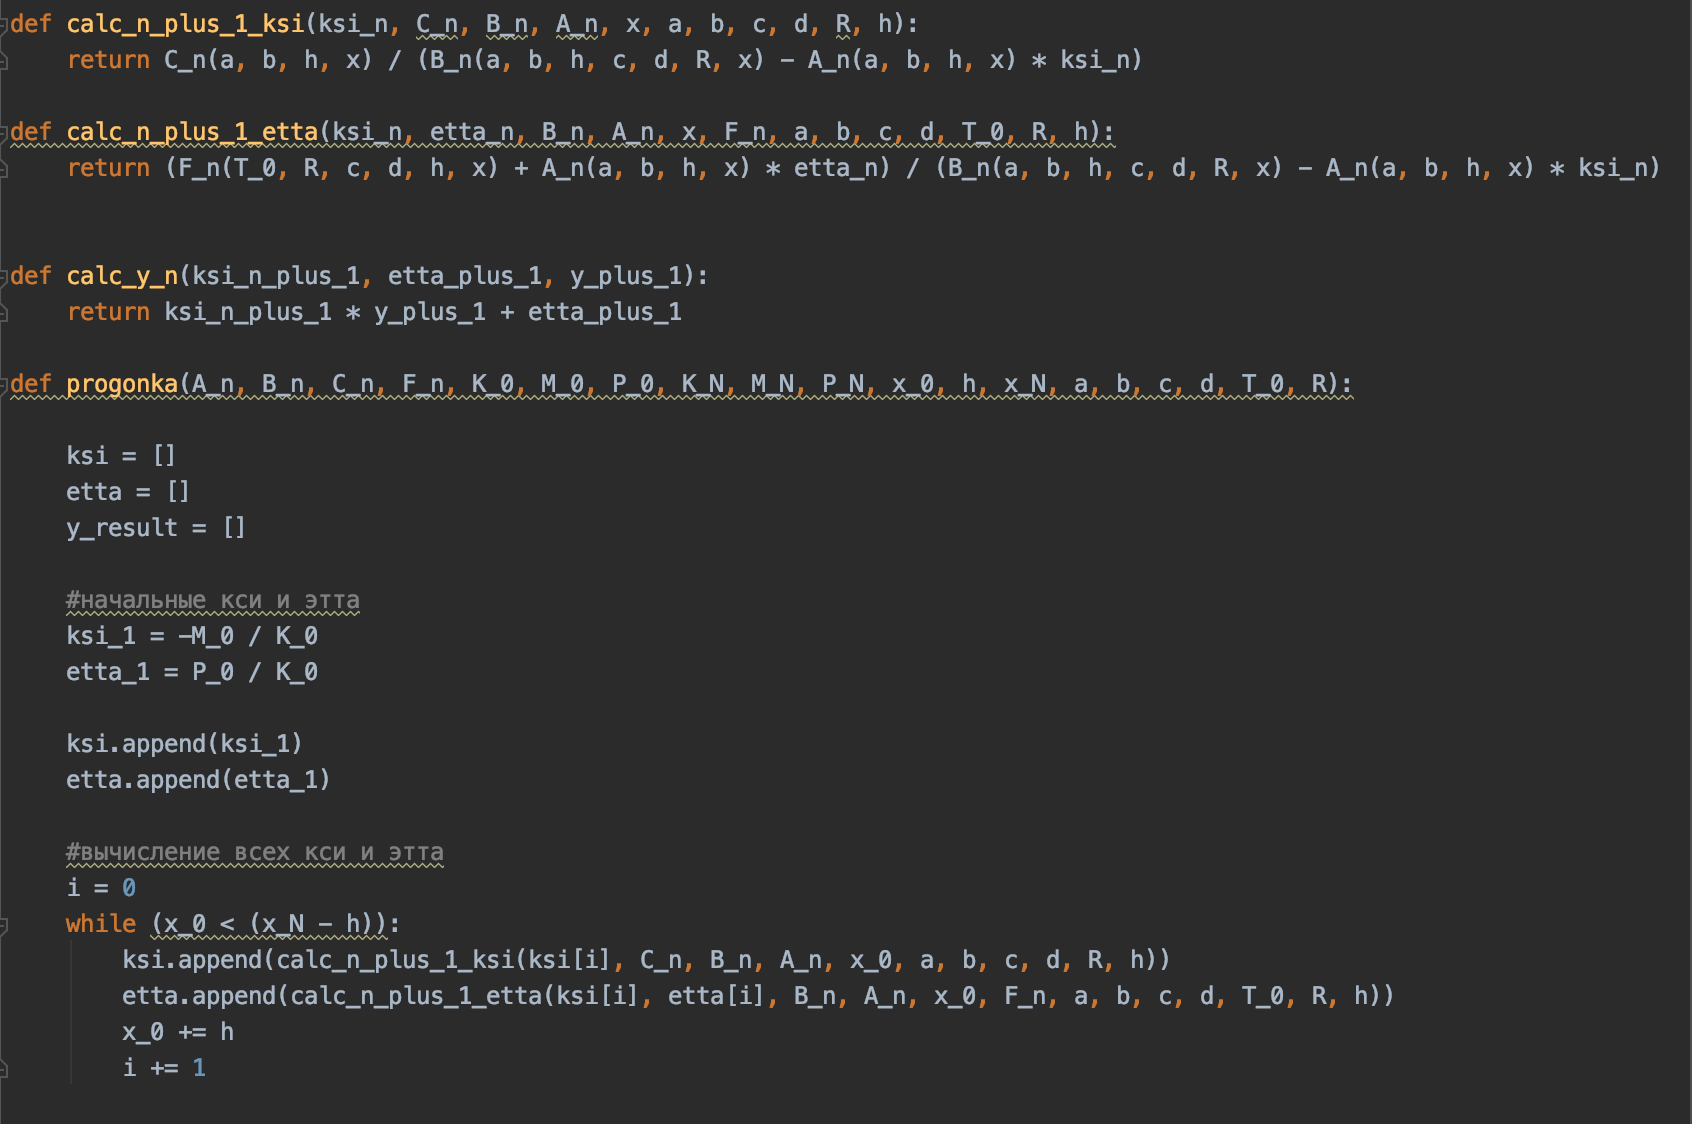 def calc_n_plus_1_ksi(ksi_n, C_n, B_n, A_n, x, a, b, c, d, R, h):
    return C_n(a, b, h, x) / (B_n(a, b, h, c, d, R, x) - A_n(a, b, h, x) * ksi_n)
def calc_n_plus_1_etta(ksi_n, etta_n, B_n, A_n, x, F_n, a, b, c, d, T_0, R, h):
    return (F_n(T_0, R, c, d, h, x) + A_n(a, b, h, x) * etta_n) / (B_n(a, b, h, c, d, R, x) - A_n(a, b, h, x) * ksi_n)
def calc_y_n(ksi_n_plus_1, etta_plus_1, y_plus_1):
    return ksi_n_plus_1 * y_plus_1 + etta_plus_1
def progonka(A_n, B_n, C_n, F_n, K_0, M_0, P_0, K_N, M_N, P_N, x_0, h, x_N, a, b, c, d, T_0, R):
    ksi = []
    etta = []
    y_result = []
    #начальные кси и этта
    ksi_1 = -M_0 / K_0
    etta_1 = P_0 / K_0
    ksi.append(ksi_1)
    etta.append(etta_1)
    #вычисление всех кси и этта
    i = 0
    while (x_0 < (x_N - h)):
        ksi.append(calc_n_plus_1_ksi(ksi[i], C_n, B_n, A_n, x_0, a, b, c, d, R, h))
        etta.append(calc_n_plus_1_etta(ksi[i], etta[i], B_n, A_n, x_0, F_n, a, b, c, d, T_0, R, h))
        x_0 += h
        i += 1